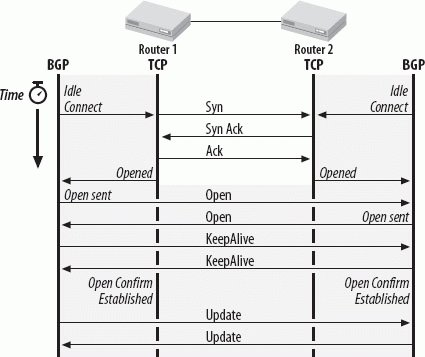 Router 1 Router 2
BGP TCP TCP BGP
Time
Idle Idle
Connect Syn Connect
Syn Ack
Ack
Opened Opened
Open sent Open
Open Open sent
KeepAlive
KeepAlive
Open Confirm Open Confirm
Established Established
Update
Update